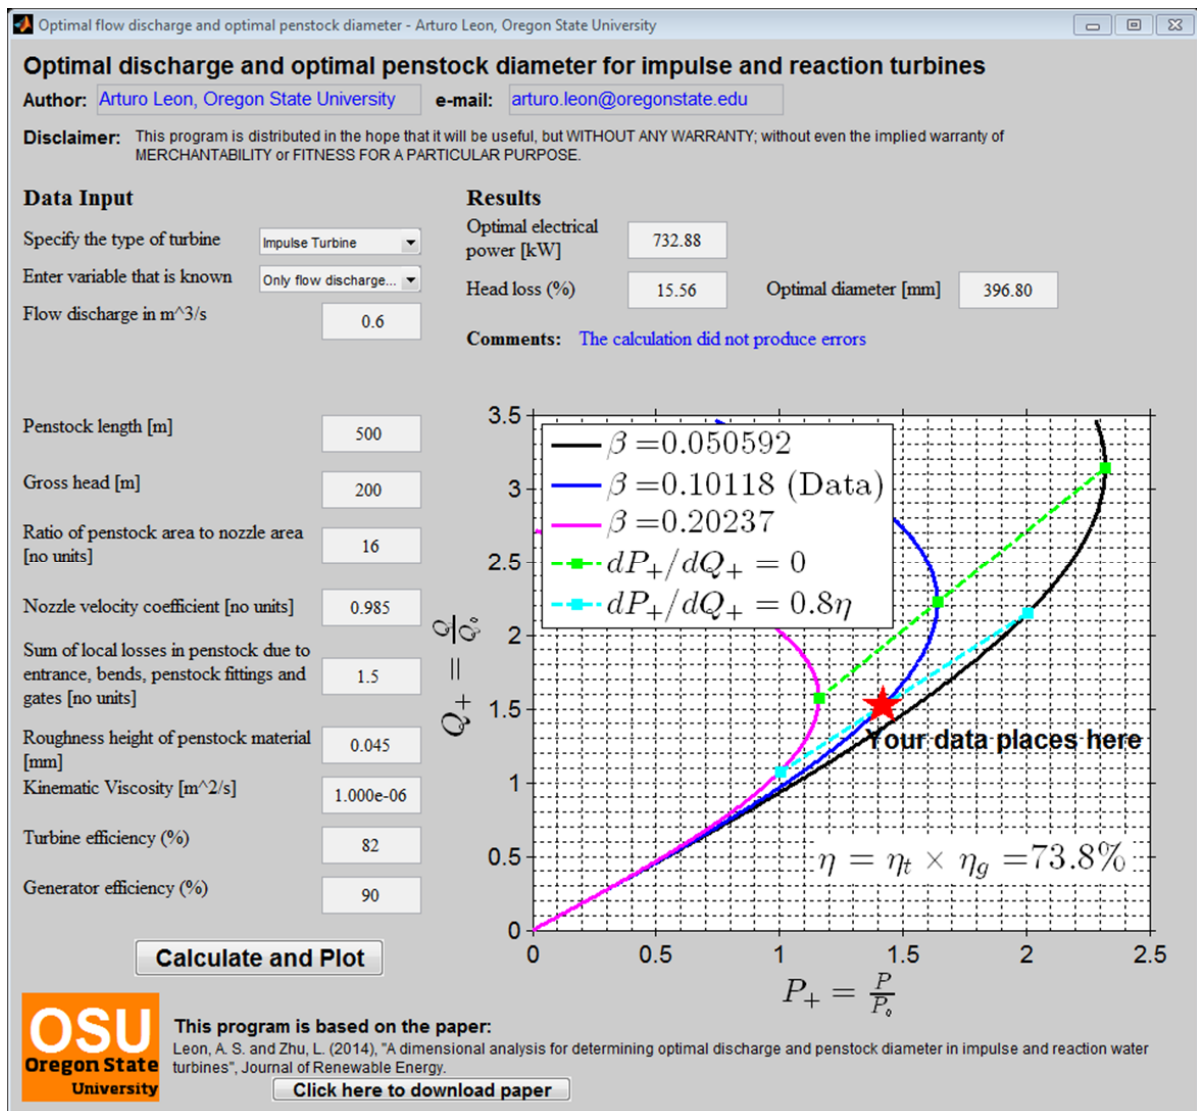 Optimal flow discharge and optimal penstock diameter - Arturo Leon, Oregon State University
Optimal discharge and optimal penstock diameter for impulse and reaction turbines
Author: Arturo Leon, Oregon State University e-mail: arturo.leon@oregonstate.edu
Disclaimer: This program is distributed in the hope that it will be useful, but WITHOUT ANY WARRANTY; without even the implied warranty of
MERCHANTABILITY or FITNESS FOR A PARTICULAR PURPOSE.
Data Input
Specify the type of turbine Impulse Turbine
Enter variable that is known Only flow discharge...
Flow discharge in m^3/s 0.6
Penstock length [m] 500
Gross head [m] 200
Ratio of penstock area to nozzle area
[no units] 16
Nozzle velocity coefficient [no units] 0.985
Sum of local losses in penstock due to
entrance, bends, penstock fittings and
gates [no units] 1.5
Roughness height of penstock material
[mm] 0.045
Kinematic Viscosity [m^2/s] 1.000e-06
Turbine efficiency (%) 82
Generator efficiency (%) 90
Calculate and Plot
Results
Optimal electrical
power [kW] 732.88
Head loss (%) 15.56 Optimal diameter [mm] 396.80
Comments: The calculation did not produce errors
β=0.050592
β=0.10118 (Data)
β=0.20237
dP₊/dQ₊ = 0
dP₊/dQ₊ = 0.8η
Your data places here
η = ηt × ηg =73.8%
3.5
3
2.5
2
1.5
1
0.5
0
Q₊ = Q/Q₀
0 0.5 1 1.5 2 2.5
P₊ = P/P₀
OSU
Oregon State
University
This program is based on the paper:
Leon, A. S. and Zhu, L. (2014), "A dimensional analysis for determining optimal discharge and penstock diameter in impulse and reaction water
turbines", Journal of Renewable Energy.
Click here to download paper